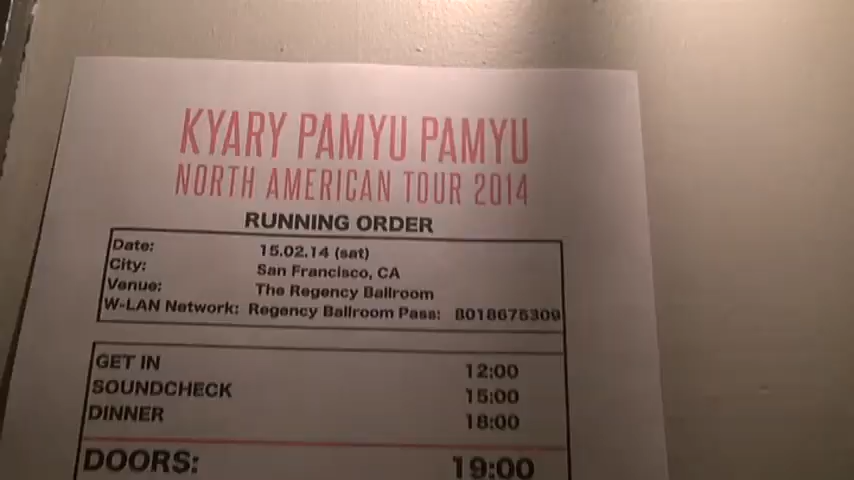 KYARY PAMYU PAMYU
NORTH AMERICAN TOUR 2014
RUNNING ORDER
Date: 15.02.14 (sat)
City: San Francisco, CA
Venue: The Regency Ballroom
W-LAN Network: Regency Ballroom Pass: 8018675309
GET IN 12:00
SOUNDCHECK 15:00
DINNER 18:00
DOORS: 19:00